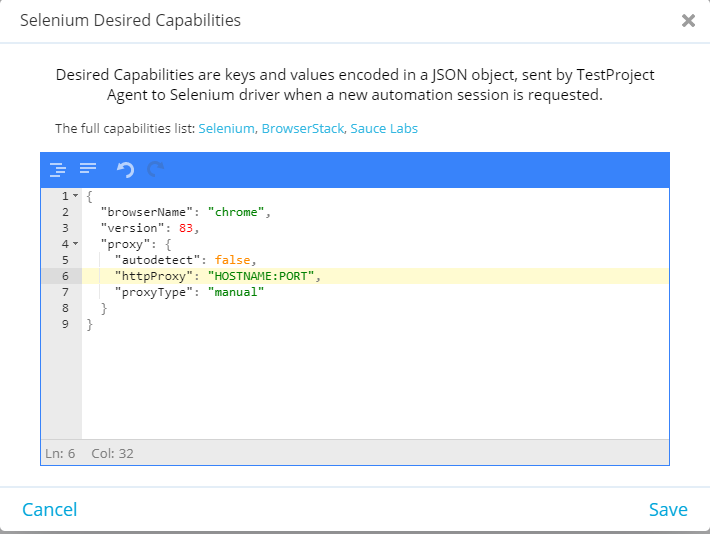 Selenium Desired Capabilities
Desired Capabilities are keys and values encoded in a JSON object, sent by TestProject
Agent to Selenium driver when a new automation session is requested.
The full capabilities list: Selenium, BrowserStack, Sauce Labs
1 {
2 "browserName": "chrome",
3 "version": 83,
4 "proxy": {
5 "autodetect": false,
6 "httpProxy": "HOSTNAME:PORT",
7 "proxyType": "manual"
8 }
9 }
Ln: 6 Col: 32
Cancel Save